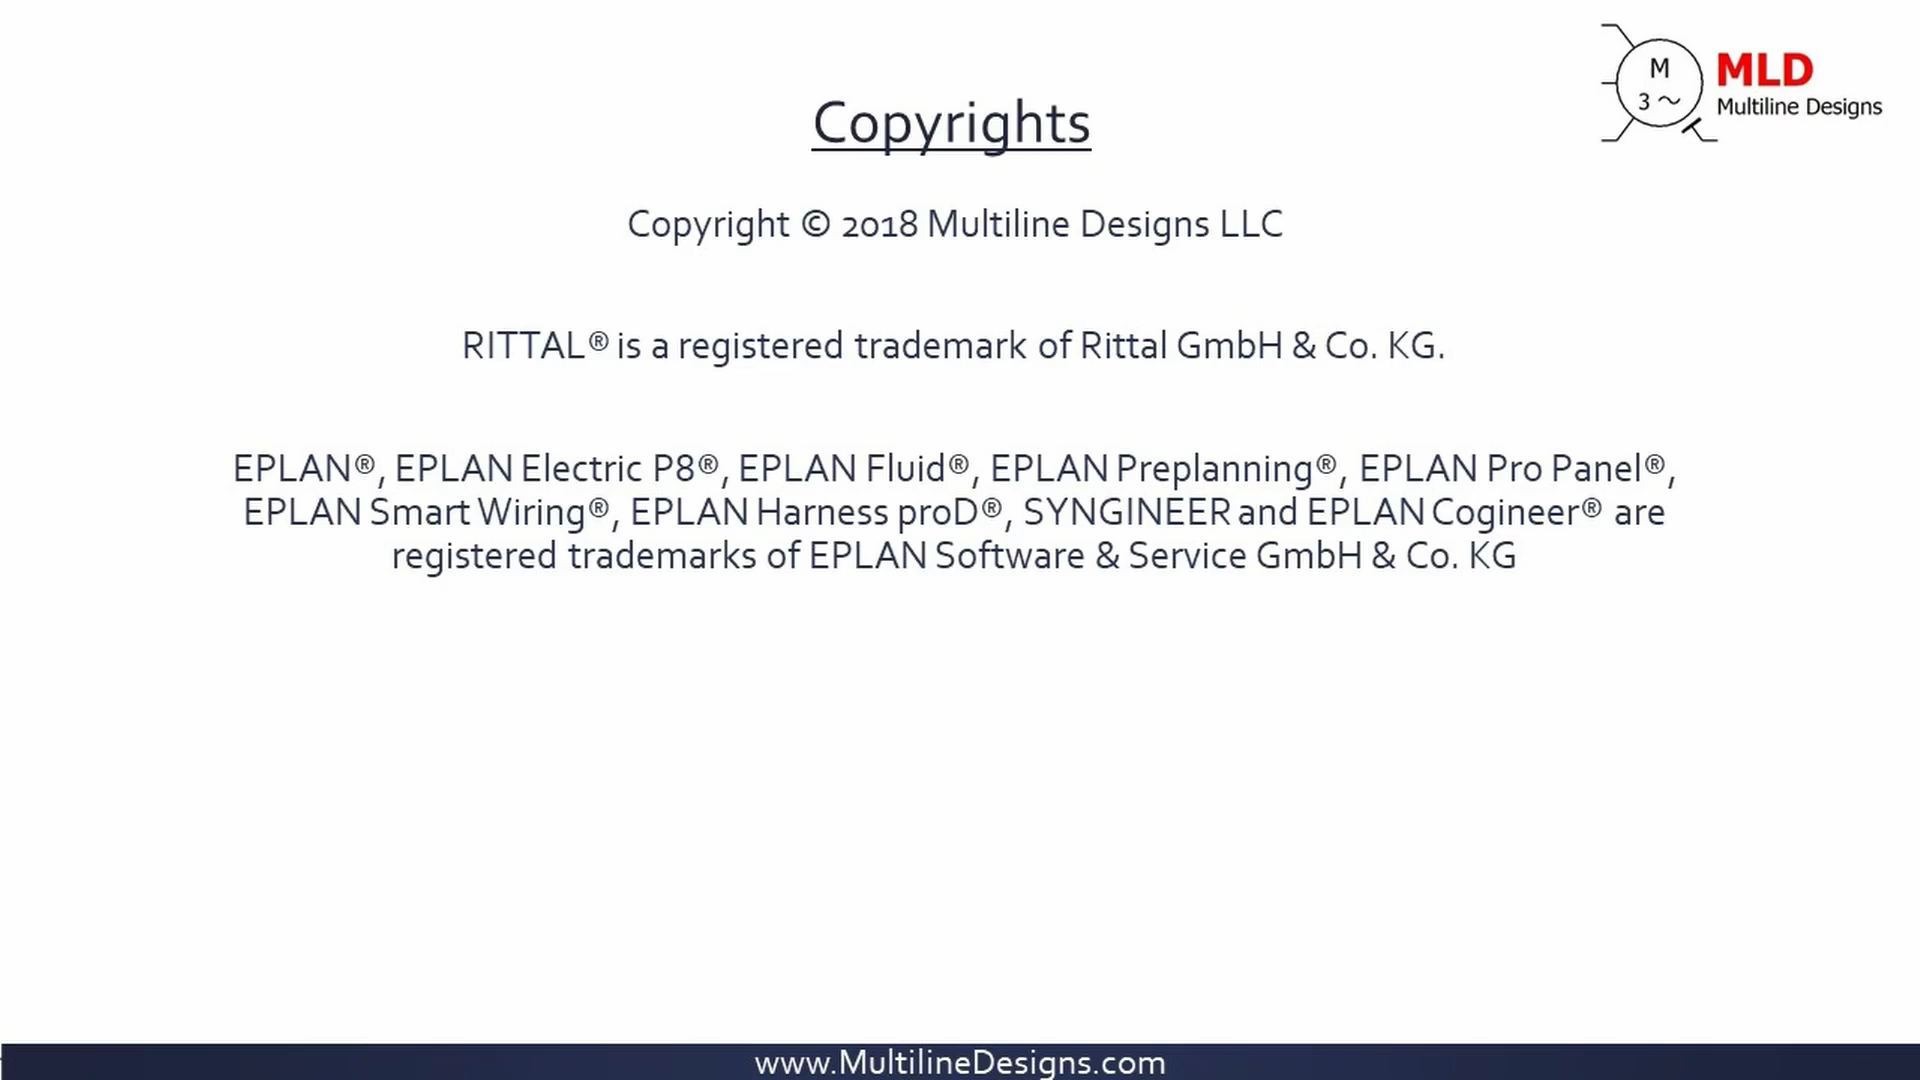 M
3 ~
MLD
Multiline Designs
Copyrights
Copyright © 2018 Multiline Designs LLC
RITTAL® is a registered trademark of Rittal GmbH & Co. KG.
EPLAN®, EPLAN Electric P8®, EPLAN Fluid®, EPLAN Preplanning®, EPLAN Pro Panel®,
EPLAN Smart Wiring®, EPLAN Harness proD®, SYNGINEER and EPLAN Cogineer® are
registered trademarks of EPLAN Software & Service GmbH & Co. KG
www.MultilineDesigns.com